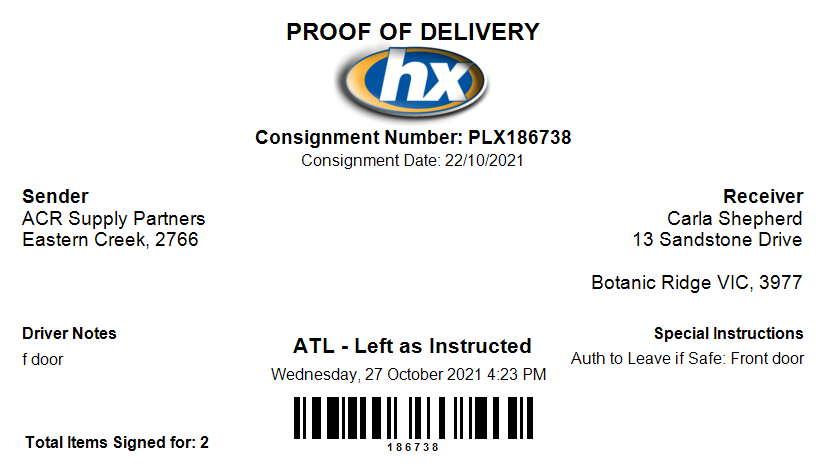 PROOF OF DELIVERY
hx
Consignment Number: PLX186738
Consignment Date: 22/10/2021
Sender
ACR Supply Partners
Eastern Creek, 2766
Receiver
Carla Shepherd
13 Sandstone Drive
Botanic Ridge VIC, 3977
Driver Notes
f door
ATL - Left as Instructed
Wednesday, 27 October 2021 4:23 PM
Special Instructions
Auth to Leave if Safe: Front door
186738
Total Items Signed for: 2